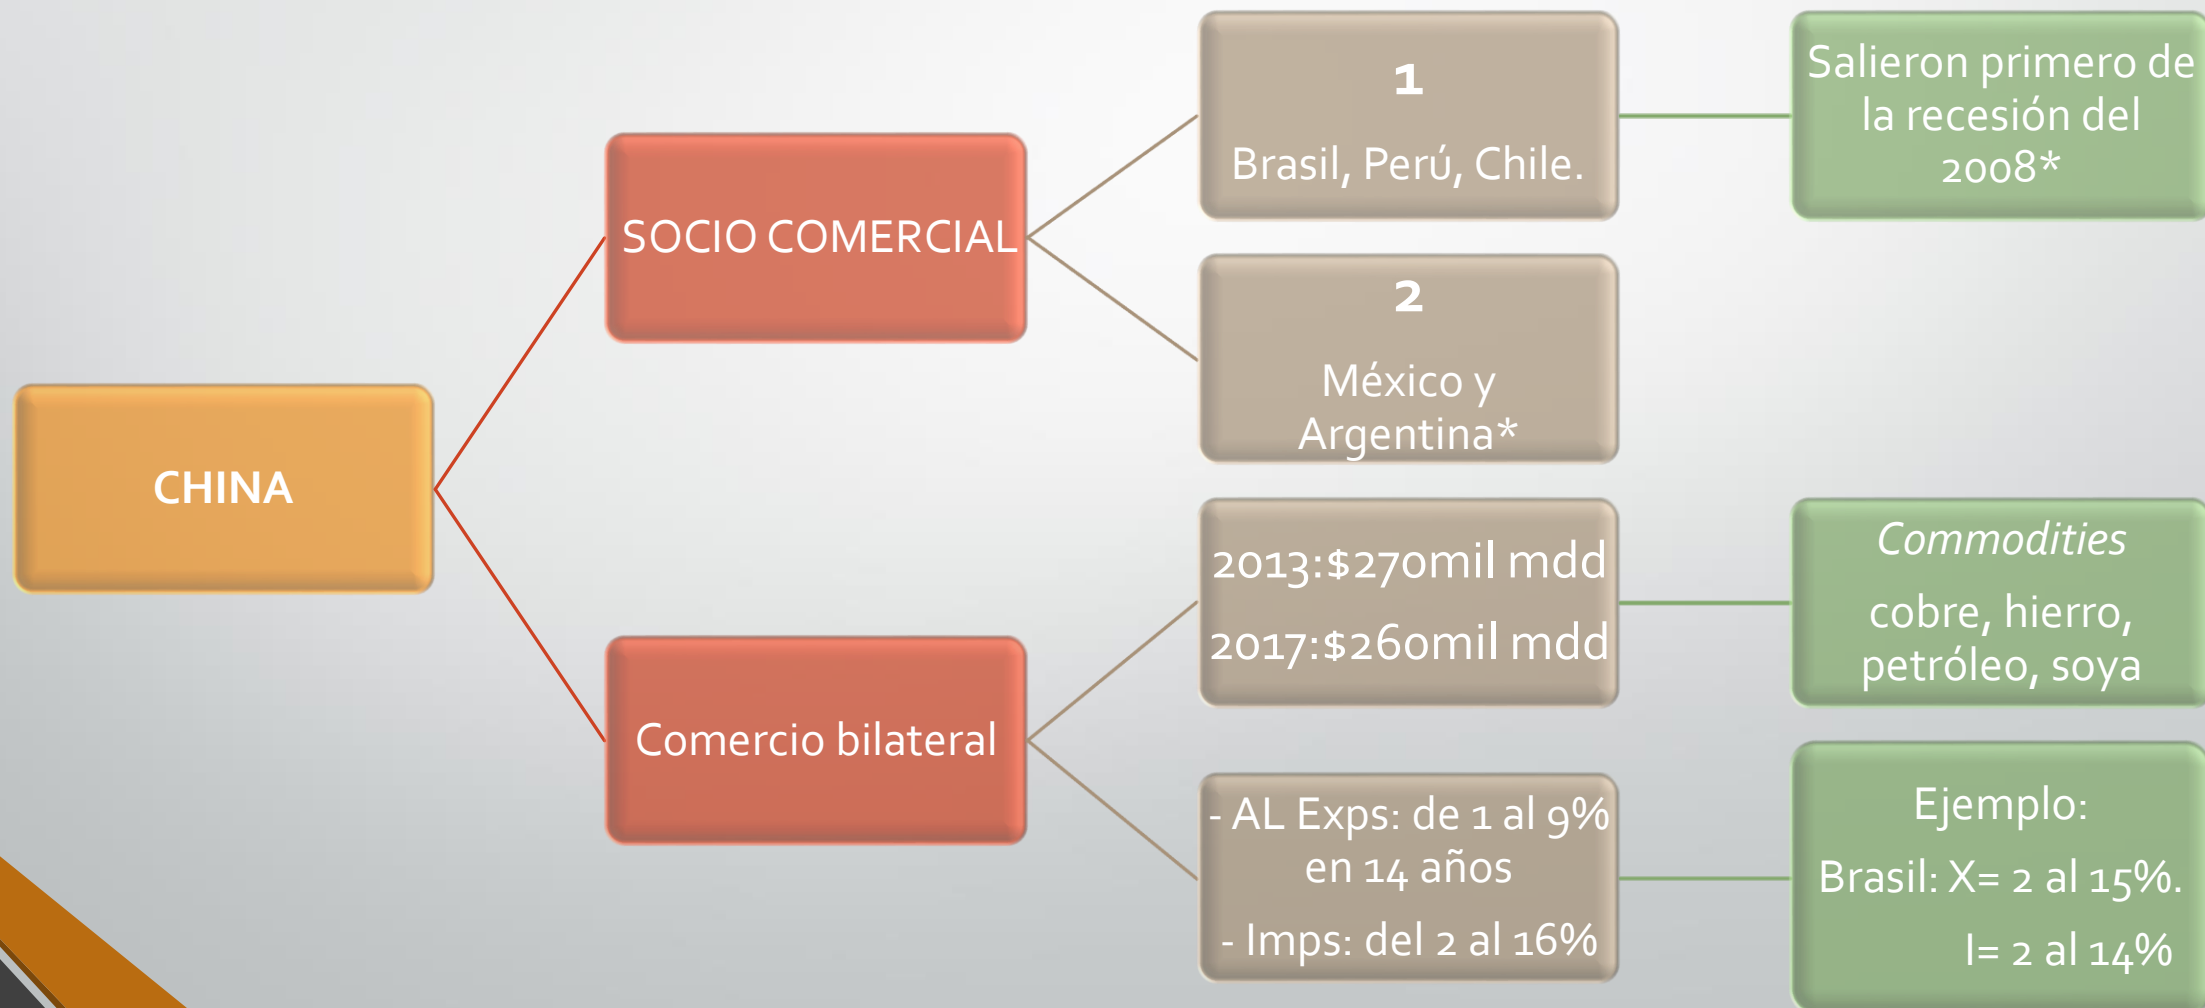 CHINA
SOCIO COMERCIAL
1
Brasil, Perú, Chile.
Salieron primero de
la recesión del
2008*
2
México y
Argentina*
Comercio bilateral
2013:$270mil mdd
2017:$260mil mdd
Commodities
cobre, hierro,
petróleo, soya
- AL Exps: de 1 al 9%
en 14 años
- Imps: del 2 al 16%
Ejemplo:
Brasil: X= 2 al 15%.
I= 2 al 14%